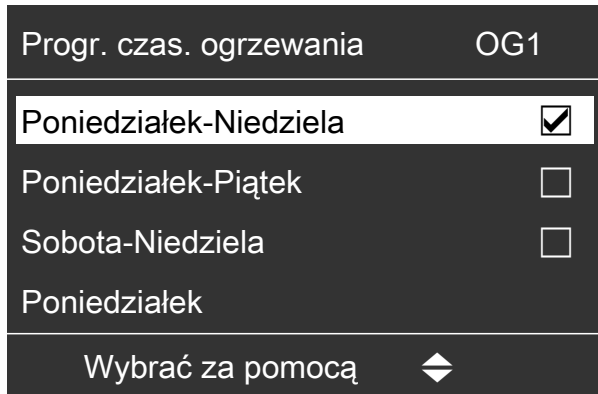 Progr. czas. ogrzewania OG1
Poniedziałek-Niedziela
Poniedziałek-Piątek
Sobota-Niedziela
Poniedziałek
Wybrać za pomocą